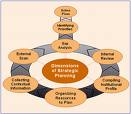 Action
Plans
Identifying
Priorities
Gap
Analysis
External
Scan
Internal
Review
Dimensions
of Strategic
Planning
Collecting
Contextual
Information
Compiling
Institutional
Profile
Organizing
Resources
to Plan